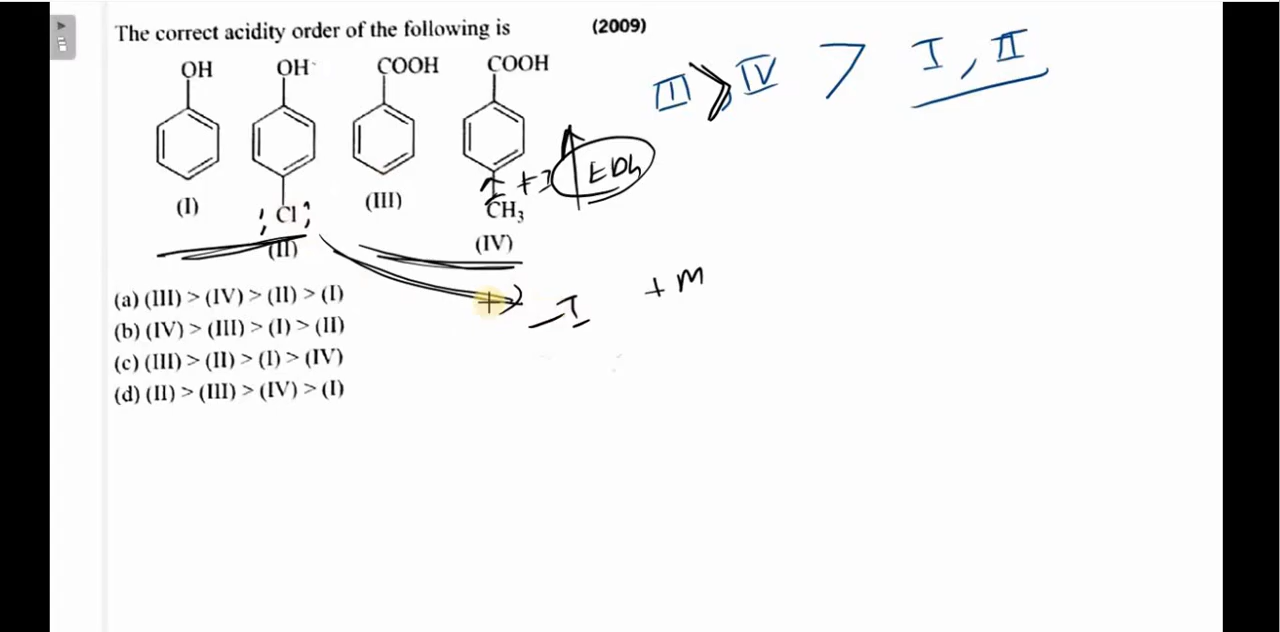 The correct acidity order of the following is (2009)
III > IV > I, II
OH OH COOH COOH
+I EDG
Cl CH₃
(I) (II) (III) (IV)
-I +M
(a) (III) > (IV) > (II) > (I)
(b) (IV) > (III) > (I) > (II)
(c) (III) > (II) > (I) > (IV)
(d) (II) > (III) > (IV) > (I)